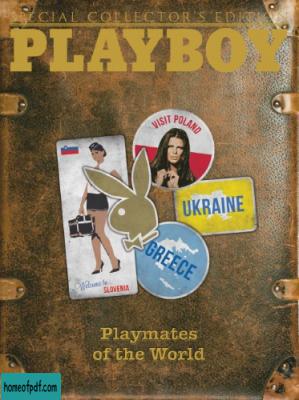 SPECIAL COLLECTOR'S EDITION
PLAYBOY
VISIT POLAND
UKRAINE
GREECE
Welcome to
SLOVENIA
Playmates
of the World
homeofpdf.com